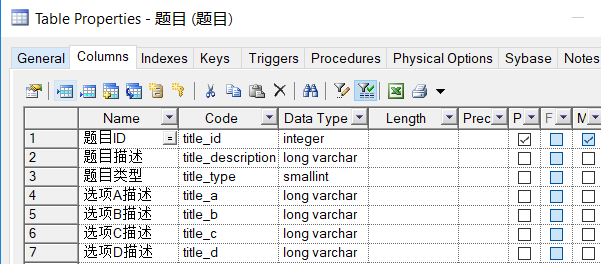 Table Properties - 题目 (题目)
General Columns Indexes Keys Triggers Procedures Physical Options Sybase Notes
Name Code Data Type Length Prec P F M
1 题目ID = title_id integer
2 题目描述 title_description long varchar
3 题目类型 title_type smallint
4 选项A描述 title_a long varchar
5 选项B描述 title_b long varchar
6 选项C描述 title_c long varchar
7 选项D描述 title_d long varchar